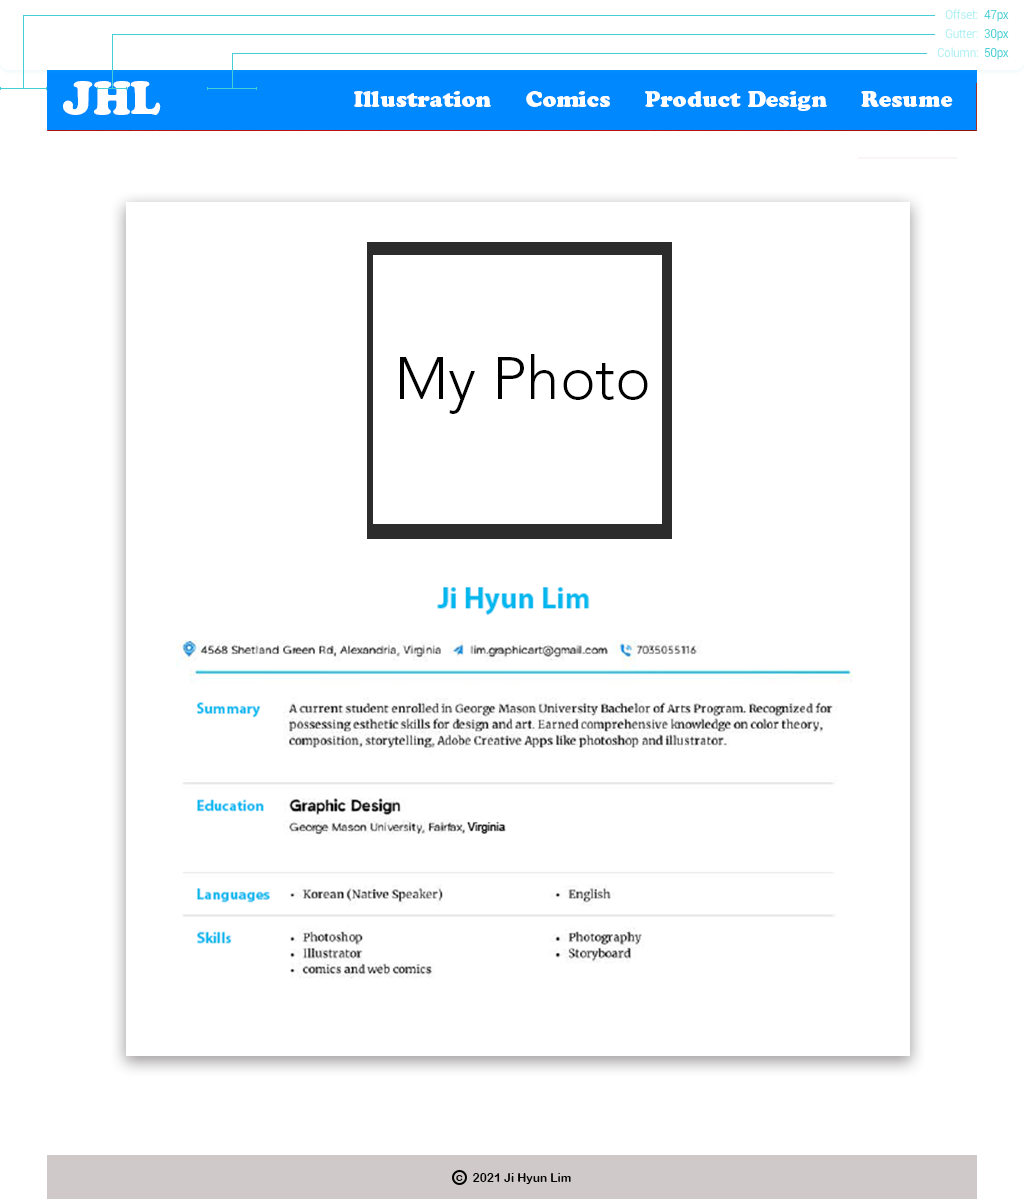 Offset: 47px
Gutter: 30px
Column: 50px
JHL Illustration Comics Product Design Resume
My Photo
Ji Hyun Lim
4568 Shetland Green Rd, Alexandria, Virginia lim.graphicart@gmail.com 7035055116
Summary A current student enrolled in George Mason University Bachelor of Arts Program. Recognized for
possessing esthetic skills for design and art. Earned comprehensive knowledge on color theory,
composition, storytelling, Adobe Creative Apps like photoshop and illustrator.
Education Graphic Design
George Mason University, Fairfax, Virginia
Languages • Korean (Native Speaker) • English
Skills • Photoshop • Photography
• Illustrator • Storyboard
• comics and web comics
© 2021 Ji Hyun Lim